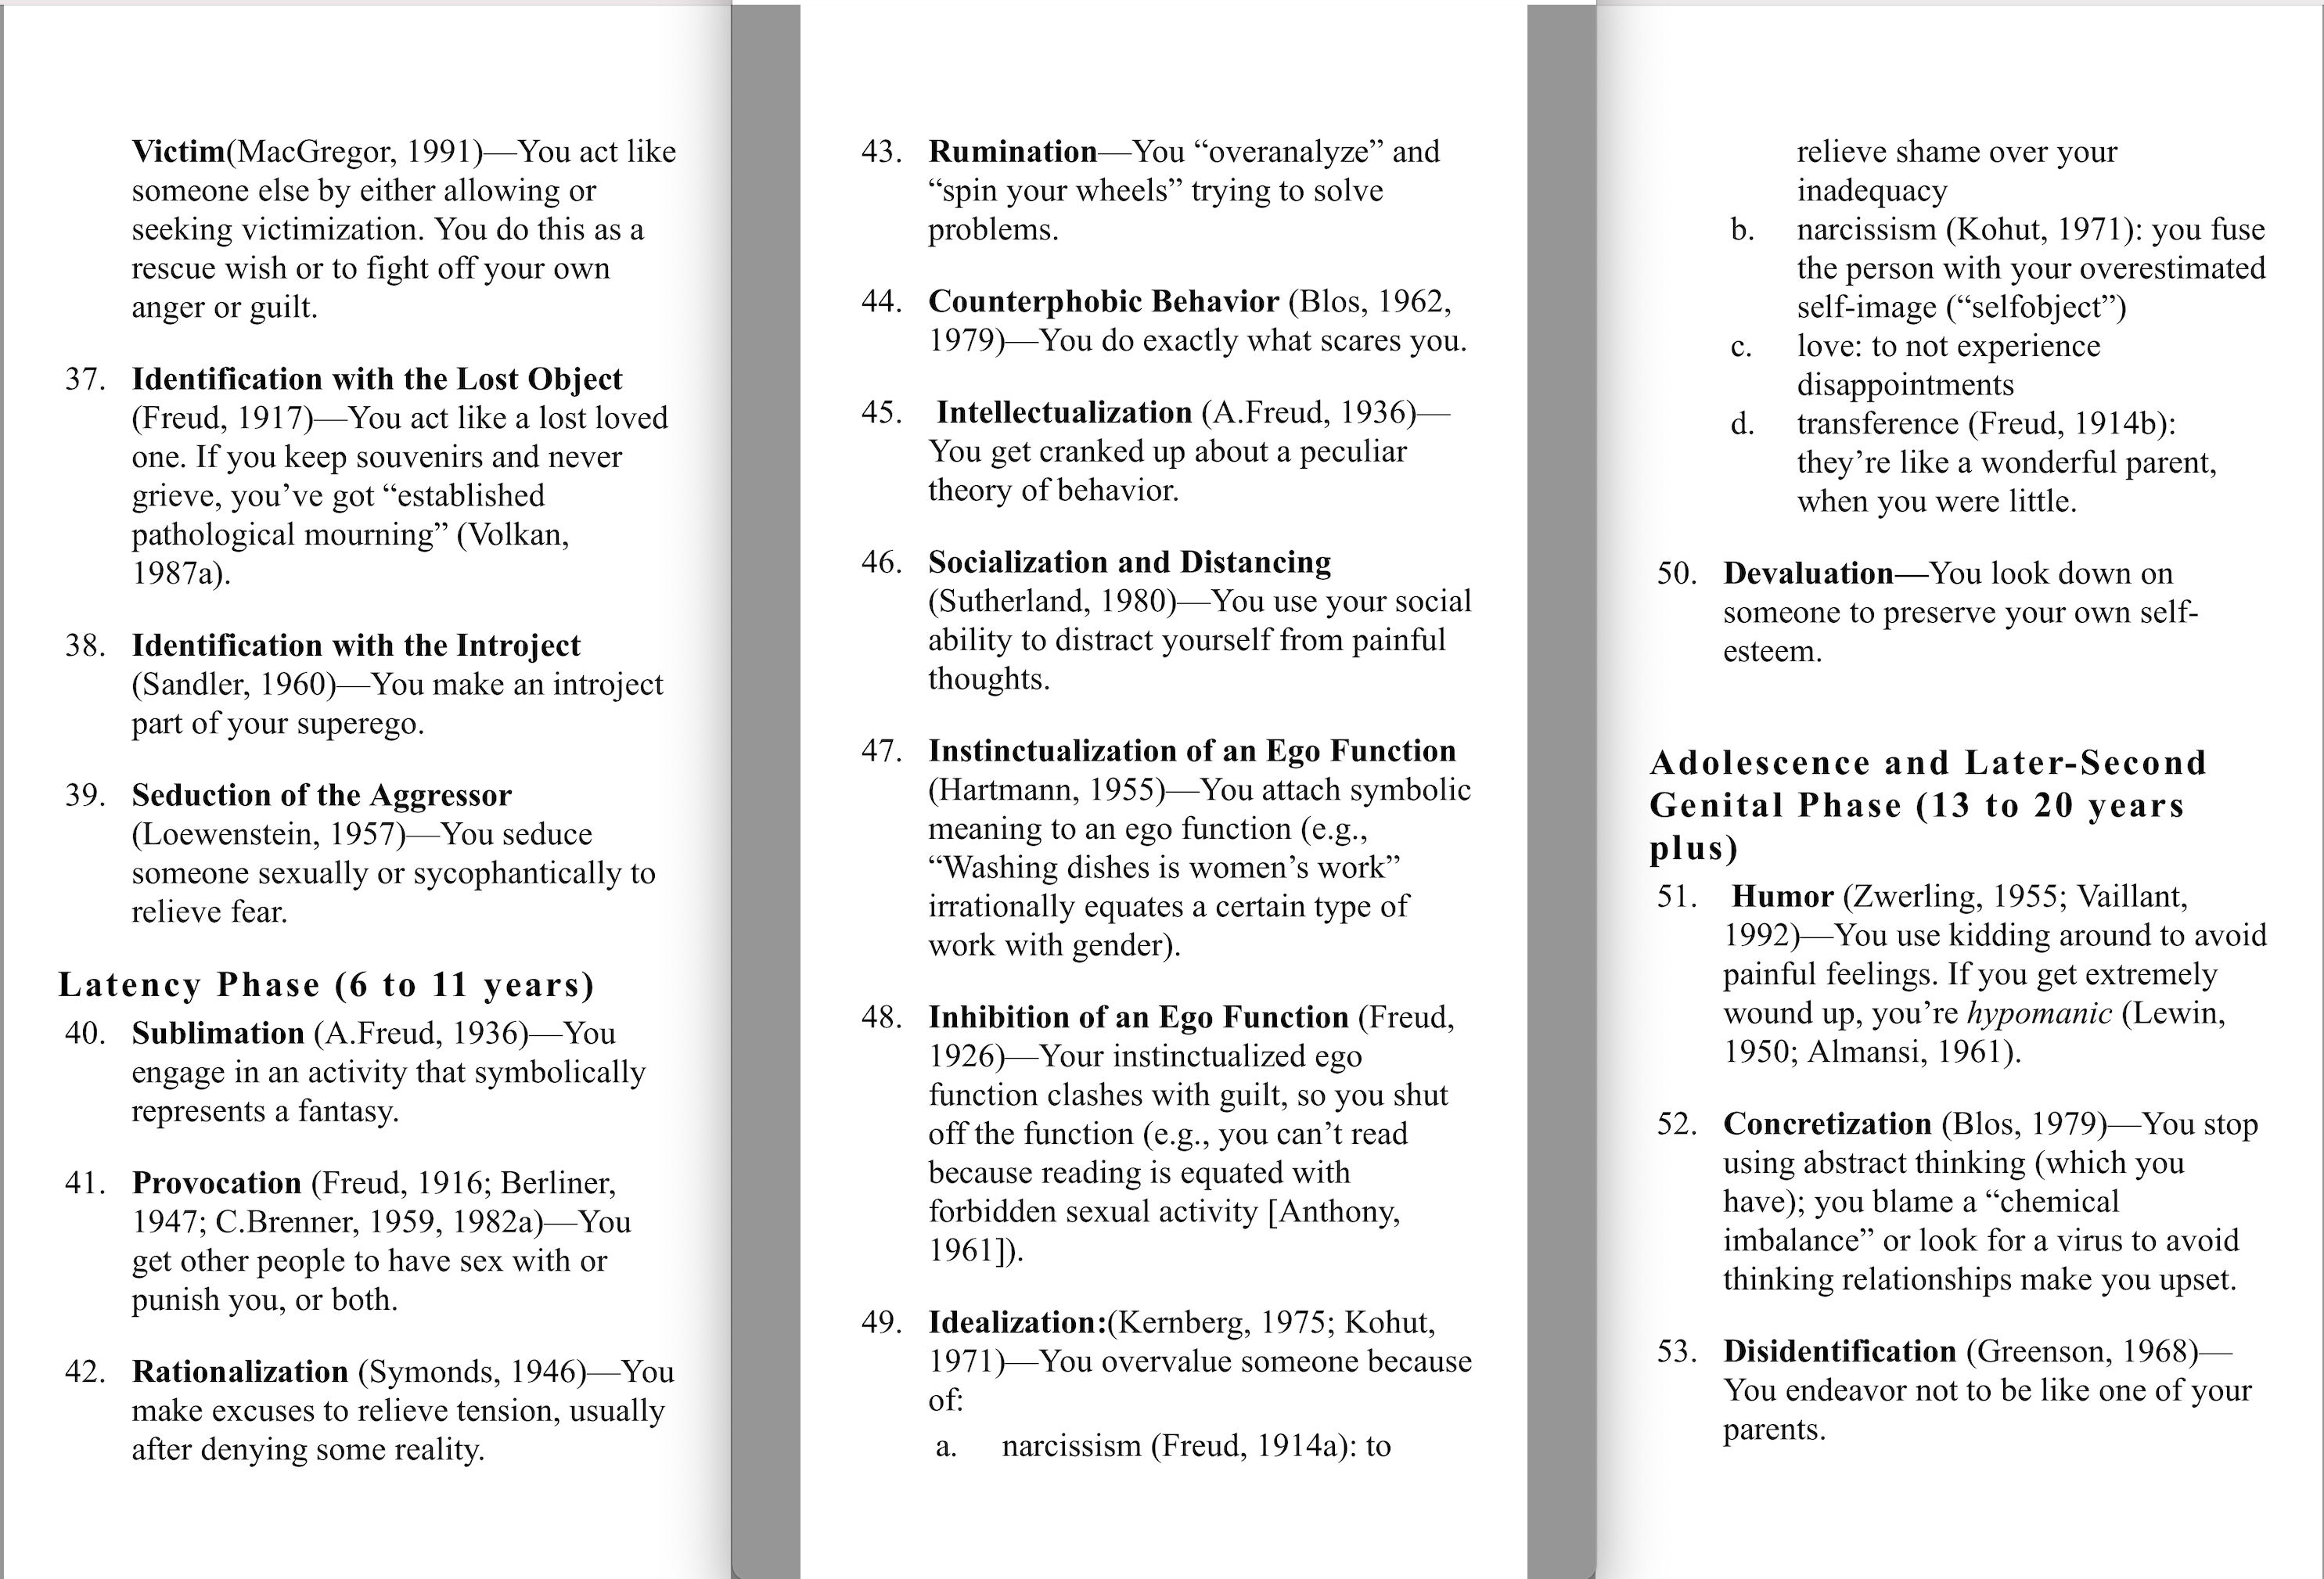 Victim(MacGregor, 1991)—You act like
someone else by either allowing or
seeking victimization. You do this as a
rescue wish or to fight off your own
anger or guilt.
37. Identification with the Lost Object
(Freud, 1917)—You act like a lost loved
one. If you keep souvenirs and never
grieve, you’ve got “established
pathological mourning” (Volkan,
1987a).
38. Identification with the Introject
(Sandler, 1960)—You make an introject
part of your superego.
39. Seduction of the Aggressor
(Loewenstein, 1957)—You seduce
someone sexually or sycophantically to
relieve fear.
Latency Phase (6 to 11 years)
40. Sublimation (A.Freud, 1936)—You
engage in an activity that symbolically
represents a fantasy.
41. Provocation (Freud, 1916; Berliner,
1947; C.Brenner, 1959, 1982a)—You
get other people to have sex with or
punish you, or both.
42. Rationalization (Symonds, 1946)—You
make excuses to relieve tension, usually
after denying some reality.
43. Rumination—You “overanalyze” and
“spin your wheels” trying to solve
problems.
44. Counterphobic Behavior (Blos, 1962,
1979)—You do exactly what scares you.
45. Intellectualization (A.Freud, 1936)—
You get cranked up about a peculiar
theory of behavior.
46. Socialization and Distancing
(Sutherland, 1980)—You use your social
ability to distract yourself from painful
thoughts.
47. Instinctualization of an Ego Function
(Hartmann, 1955)—You attach symbolic
meaning to an ego function (e.g.,
“Washing dishes is women’s work”
irrationally equates a certain type of
work with gender).
48. Inhibition of an Ego Function (Freud,
1926)—Your instinctualized ego
function clashes with guilt, so you shut
off the function (e.g., you can’t read
because reading is equated with
forbidden sexual activity [Anthony,
1961]).
49. Idealization:(Kernberg, 1975; Kohut,
1971)—You overvalue someone because
of:
a. narcissism (Freud, 1914a): to
relieve shame over your
inadequacy
b. narcissism (Kohut, 1971): you fuse
the person with your overestimated
self-image (“selfobject”)
c. love: to not experience
disappointments
d. transference (Freud, 1914b):
they’re like a wonderful parent,
when you were little.
50. Devaluation—You look down on
someone to preserve your own self-
esteem.
Adolescence and Later-Second
Genital Phase (13 to 20 years
plus)
51. Humor (Zwerling, 1955; Vaillant,
1992)—You use kidding around to avoid
painful feelings. If you get extremely
wound up, you’re hypomanic (Lewin,
1950; Almansi, 1961).
52. Concretization (Blos, 1979)—You stop
using abstract thinking (which you
have); you blame a “chemical
imbalance” or look for a virus to avoid
thinking relationships make you upset.
53. Disidentification (Greenson, 1968)—
You endeavor not to be like one of your
parents.